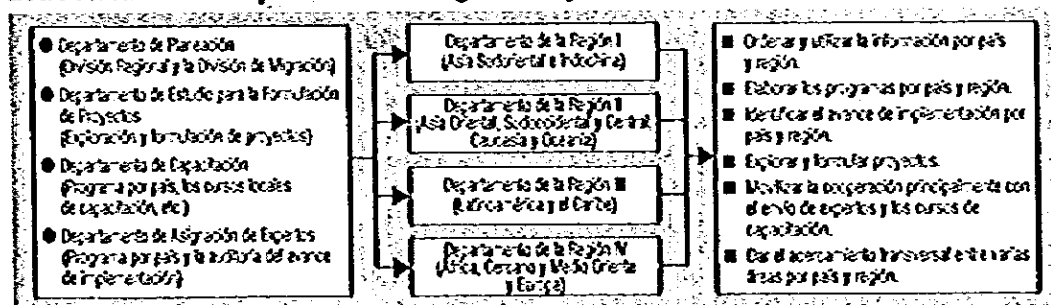 ● Departamento de Planeación
(División Regional y la División de Migración)
● Departamento de Estudio para la Formulación
de Proyectos
(Exploración y formulación de proyectos)
● Departamento de Capacitación
(Programa por país, los cursos locales
de capacitación, etc.)
● Departamento de Asignación de Expertos
(Programa por país y la auditoría del avance
de implementación)
Departamento de la Región I
(Asia Sudoriental e Indochina)
Departamento de la Región II
(Asia Oriental, Sudoccidental y Central,
Caucasia y Oceanía)
Departamento de la Región III
(Latinoamérica y el Caribe)
Departamento de la Región IV
(África, Cercano y Medio Oriente
y Europa)
■ Ordenar y utilizar la información por país
y región.
■ Elaborar los programas por país y región.
■ Identificar el avance de implementación por
país y región.
■ Explorar y formular proyectos.
■ Movilizar la cooperación principalmente con
el envío de expertos y los cursos de
capacitación.
■ Dar el acercamiento transversal entre varias
áreas por país y región.